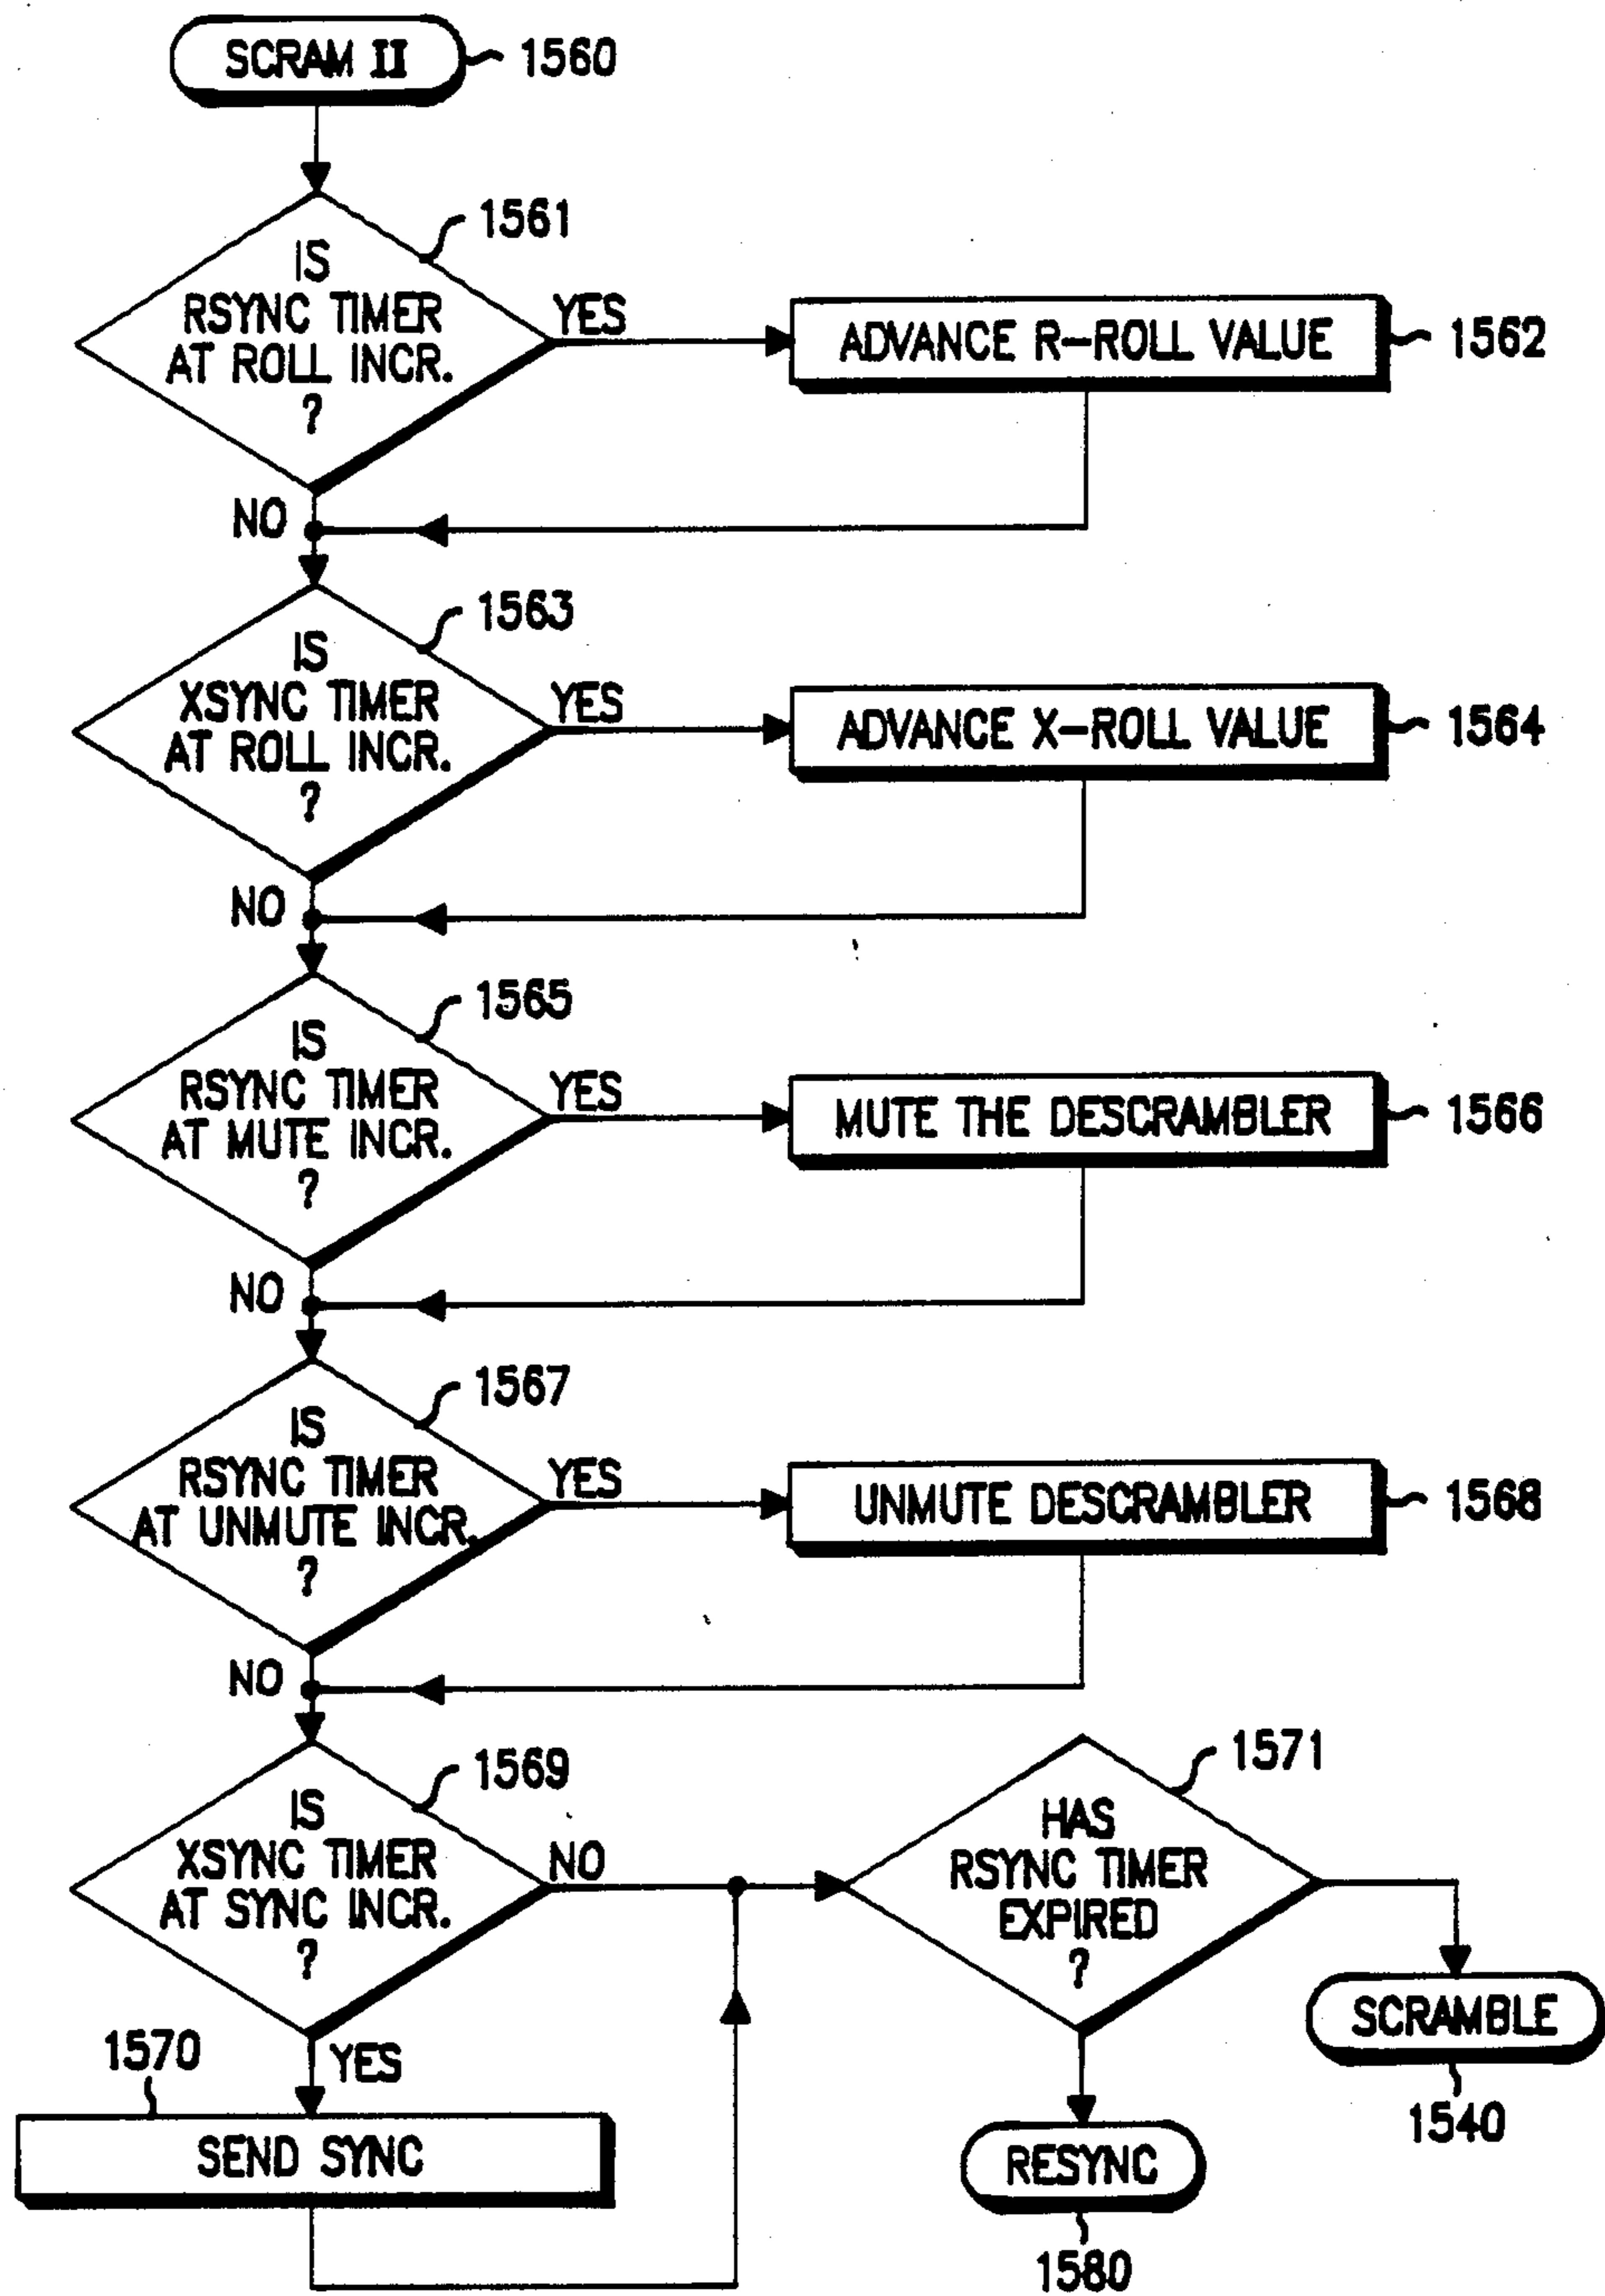 SCRAM II
1560
1561
IS
RSYNC TIMER
AT ROLL INCR.
?
YES
ADVANCE R-ROLL VALUE
1562
NO
1563
IS
XSYNC TIMER
AT ROLL INCR.
?
YES
ADVANCE X-ROLL VALUE
1564
NO
1565
IS
RSYNC TIMER
AT MUTE INCR.
?
YES
MUTE THE DESCRAMBLER
1566
NO
1567
IS
RSYNC TIMER
AT UNMUTE INCR.
?
YES
UNMUTE DESCRAMBLER
1568
NO
1569
IS
XSYNC TIMER
AT SYNC INCR.
?
NO
YES
1570
SEND SYNC
1571
HAS
RSYNC TIMER
EXPIRED
?
SCRAMBLE
1540
RESYNC
1580